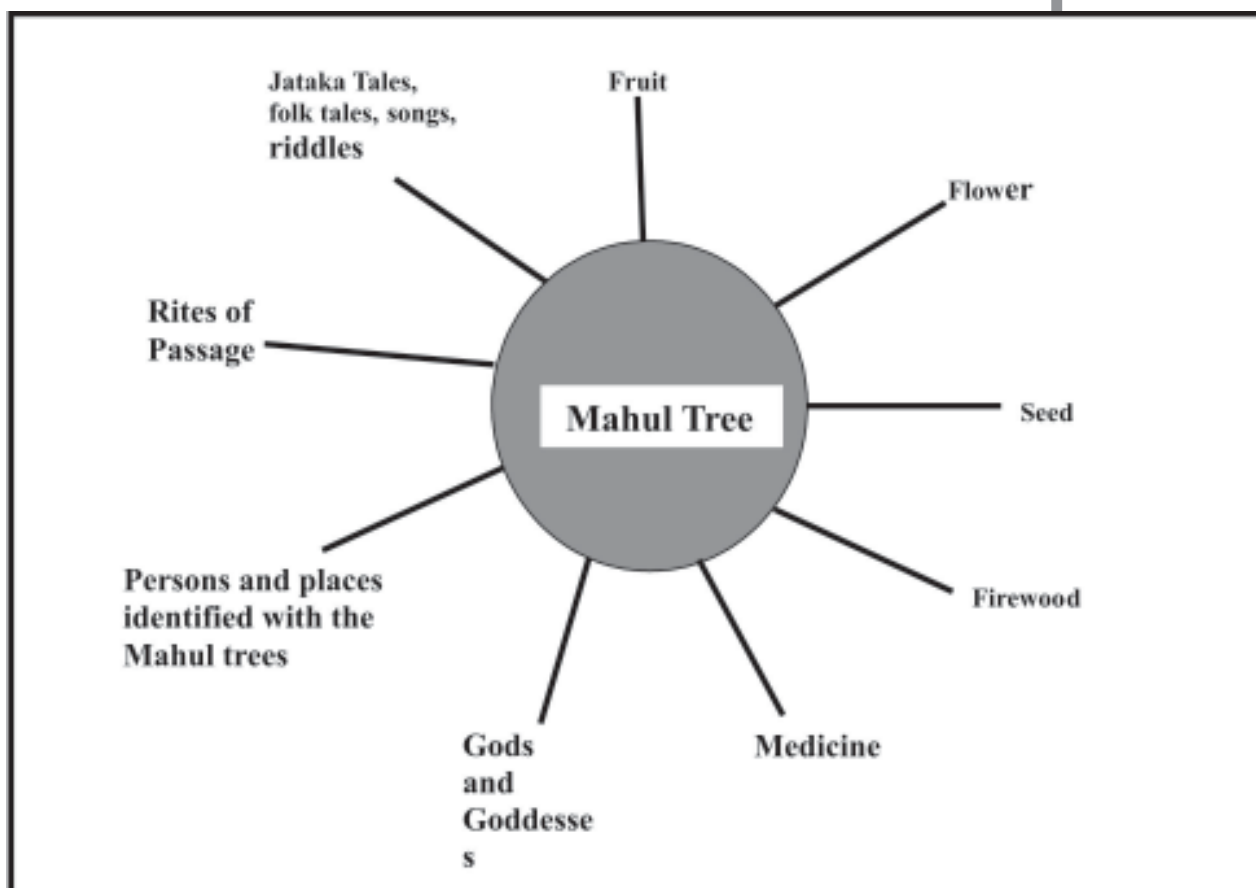 Jataka Tales,
folk tales, songs,
riddles
Fruit
Flower
Rites of
Passage
Mahul Tree
Seed
Persons and places
identified with the
Mahul trees
Firewood
Gods
and
Goddesse
s
Medicine